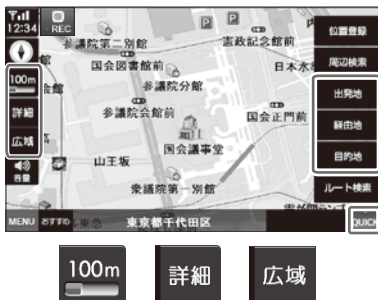 12:34
REC
P
P
参議院第二別館
憲政記念館前
位置登録
国会図書館前
日本水
周辺検索
100m
参議院分館
出発地
詳細
参議院会館前
国会正門前
経由地
広域
国会議事堂
目的地
山王坂
音量
衆議院第一別館
ルート検索
MENU
おすすめ
東急
東京都千代田区
QUICK
100m
詳細
広域